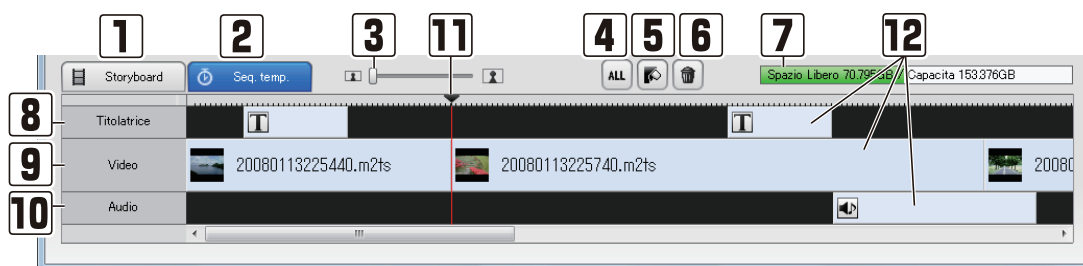 1 2 3 11 4 5 6 7 12
Storyboard Seq. temp. ALL Spazio Libero 70.795GB / Capacita 153.376GB
8 Titolatrice T T
9 Video 20080113225440.m2ts 20080113225740.m2ts 20080
10 Audio